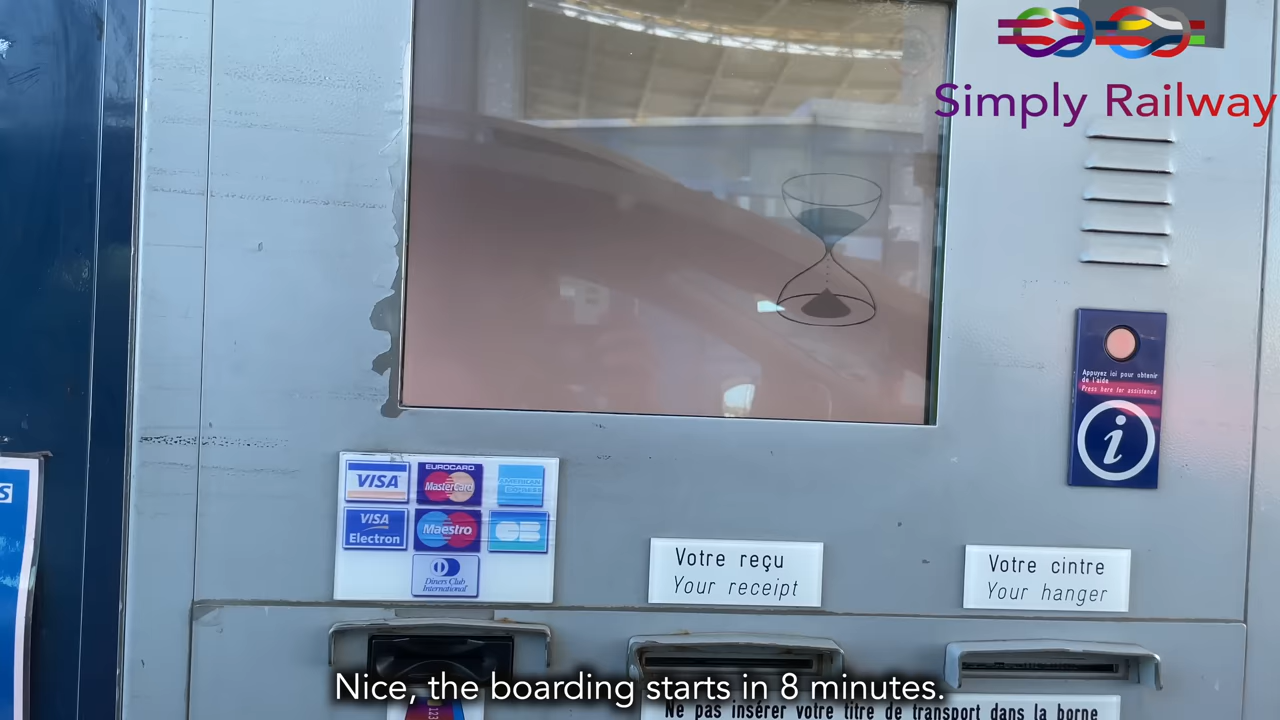 Simply Railway
Appuyez ici pour obtenir
de l'aide
Press here for assistance
i
S
VISA
EUROCARD
MasterCard
AMERICAN
EXPRESS
VISA
Electron
Maestro
CB
Diners Club
International
Votre reçu
Your receipt
Votre cintre
Your hanger
Nice, the boarding starts in 8 minutes.
Ne pas insérer votre titre de transport dans la borne